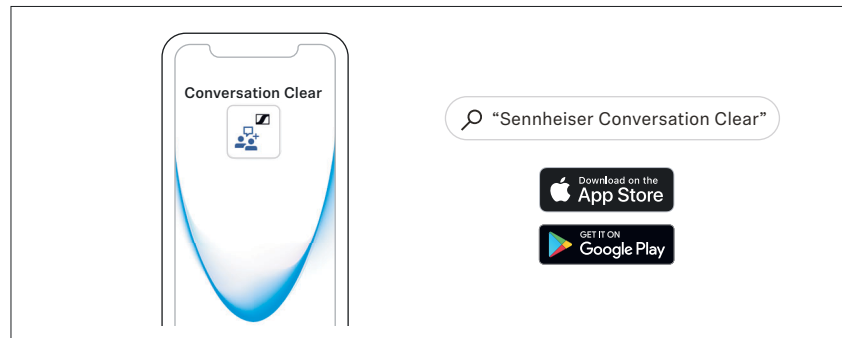 Conversation Clear
“Sennheiser Conversation Clear”
Download on the
App Store
GET IT ON
Google Play